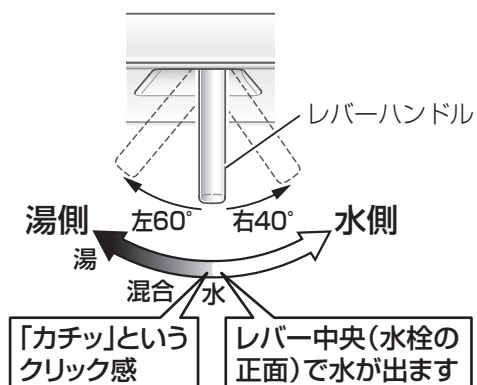 レバーハンドル
湯側 左60° 右40° 水側
湯
混合 水
「カチッ」という
クリック感
レバー中央（水栓の
正面）で水が出ます